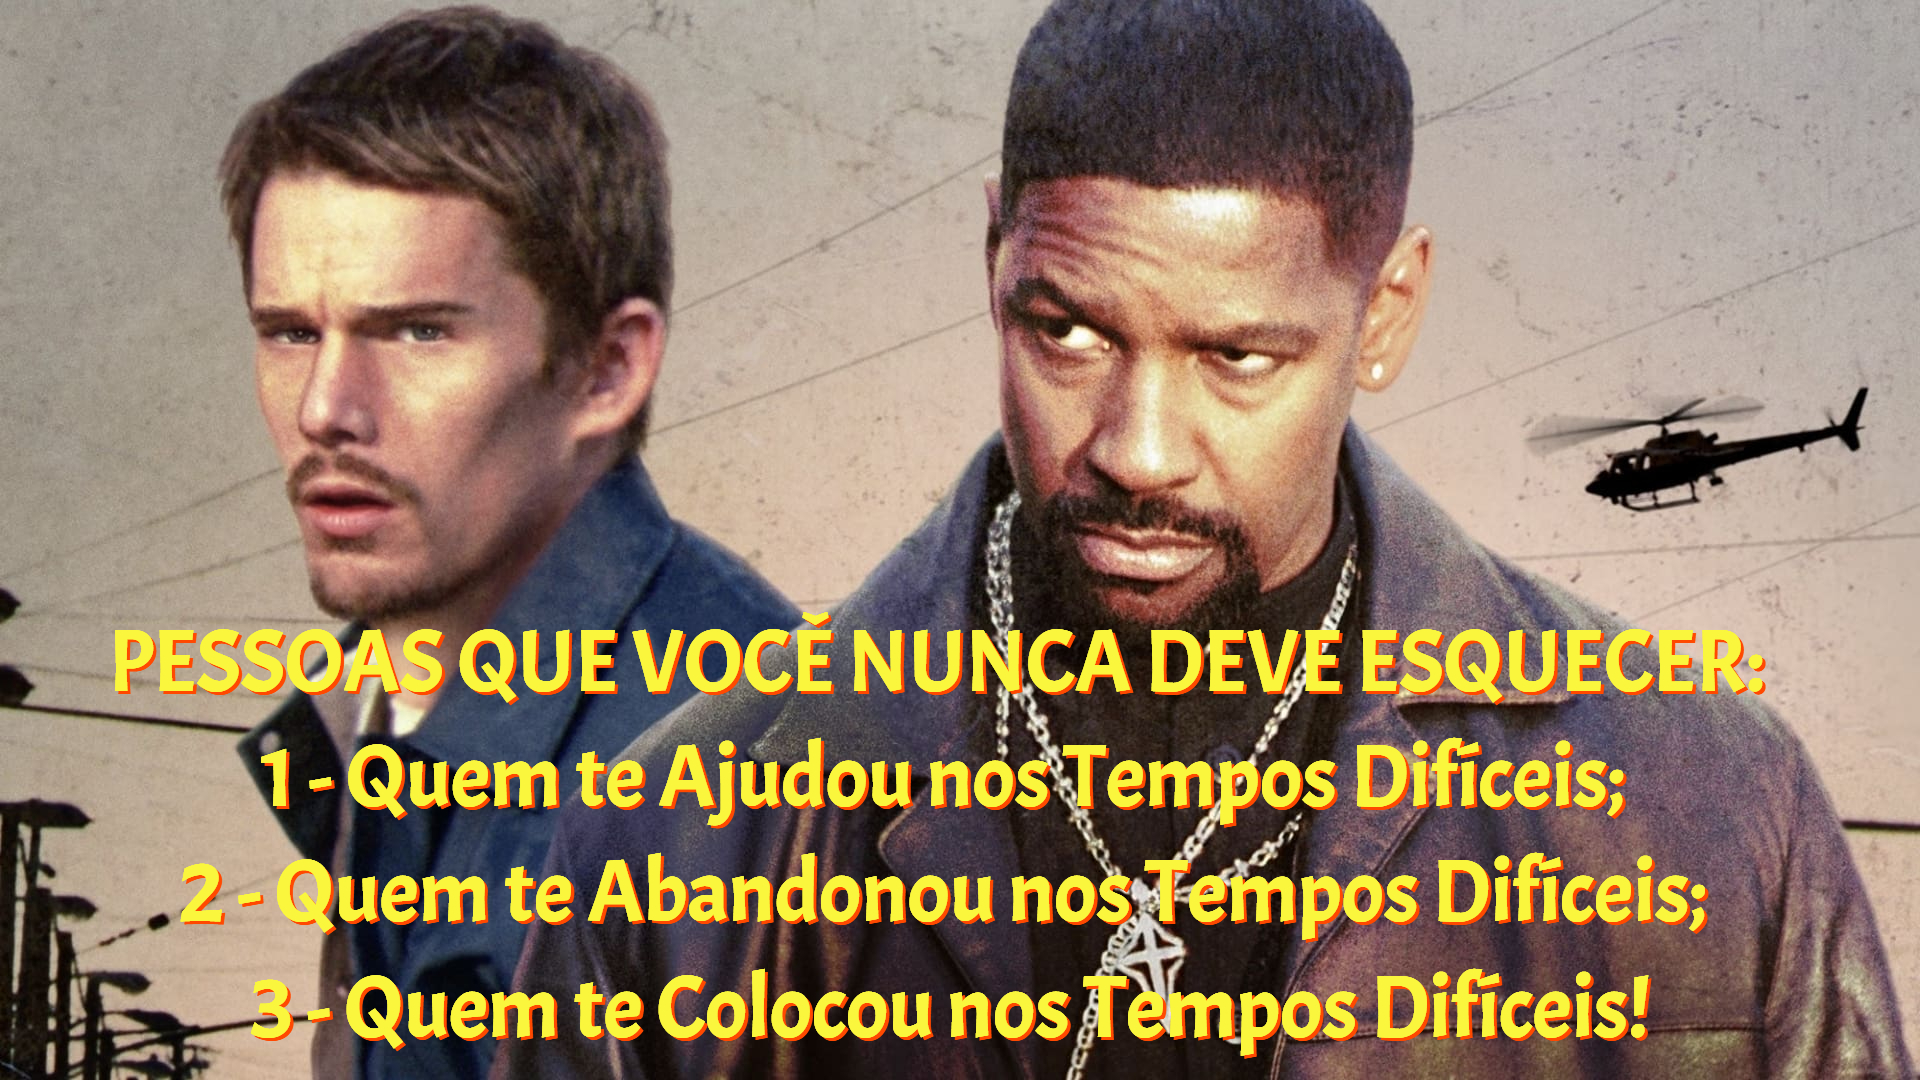 PESSOAS QUE VOCÊ NUNCA DEVE ESQUECER:
1 - Quem te Ajudou nos Tempos Difíceis;
2 - Quem te Abandonou nos Tempos Difíceis;
3 - Quem te Colocou nos Tempos Difíceis!